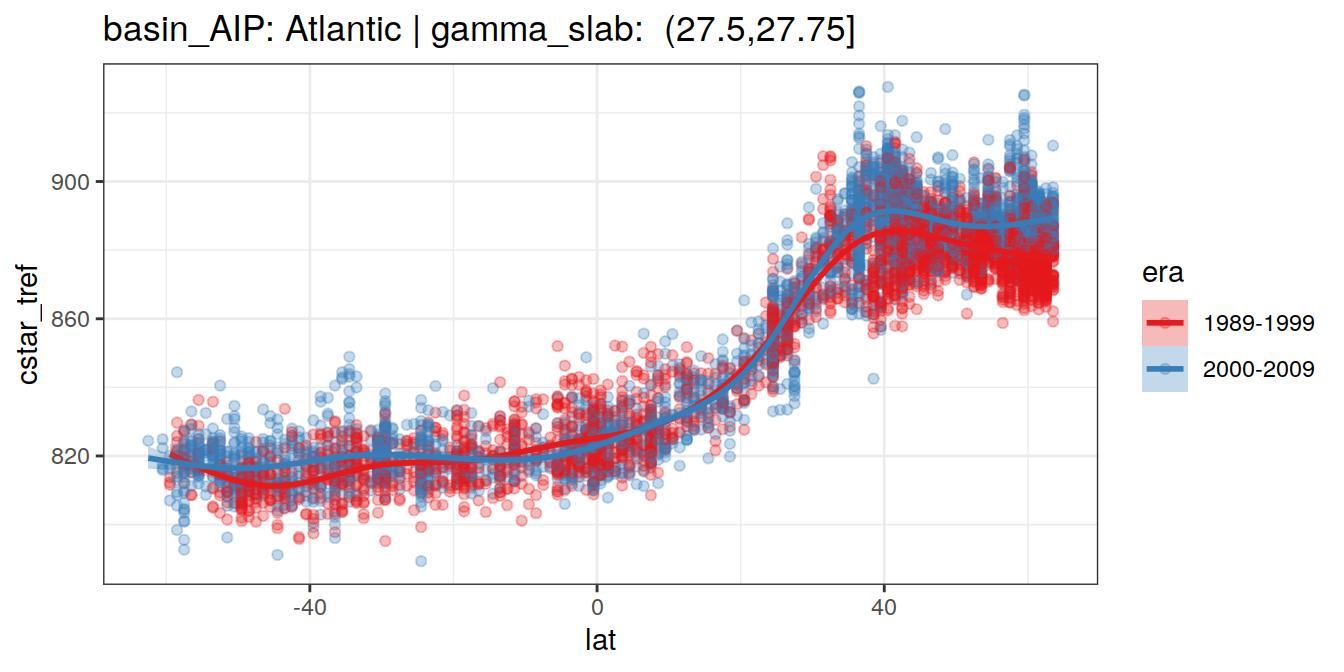 basin_AIP: Atlantic | gamma_slab:  (27.5,27.75]
cstar_tref
900
860
820
-40
0
40
lat
era
1989-1999
2000-2009